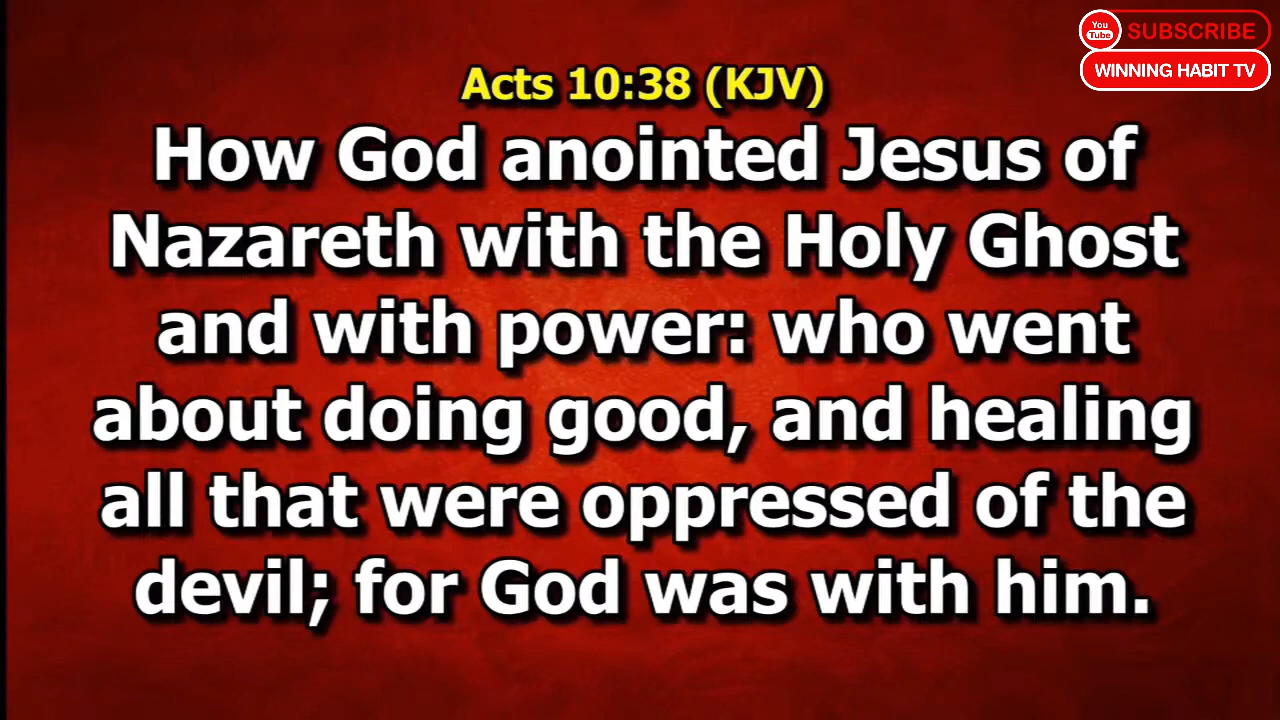 You
Tube
SUBSCRIBE
WINNING HABIT TV
Acts 10:38 (KJV)
How God anointed Jesus of
Nazareth with the Holy Ghost
and with power: who went
about doing good, and healing
all that were oppressed of the
devil; for God was with him.